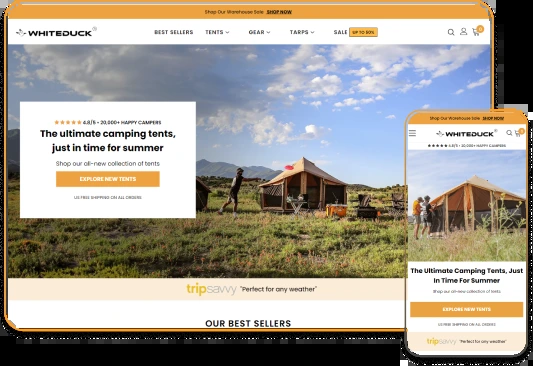 Shop Our Warehouse Sale SHOP NOW
WHITEDUCK®
BEST SELLERS TENTS GEAR TARPS SALE UP TO 50%
0
★★★★★ 4.8/5 • 20,000+ HAPPY CAMPERS
The ultimate camping tents,
just in time for summer
Shop our all-new collection of tents
EXPLORE NEW TENTS
US FREE SHIPPING ON ALL ORDERS
tripsavvy "Perfect for any weather"
OUR BEST SELLERS
Shop Our Warehouse Sale SHOP NOW
WHITEDUCK®
★★★★★ 4.8/5 • 20,000+ HAPPY CAMPERS
The Ultimate Camping Tents, Just
In Time For Summer
Shop our all-new collection of tents
EXPLORE NEW TENTS
US FREE SHIPPING ON ALL ORDERS
tripsavvy "Perfect for any weather"